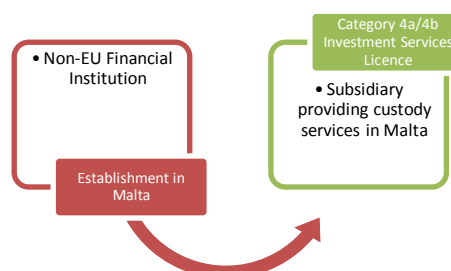 • Non-EU Financial
Institution
Establishment in
Malta
Category 4a/4b
Investment Services
Licence
• Subsidiary
providing custody
services in Malta